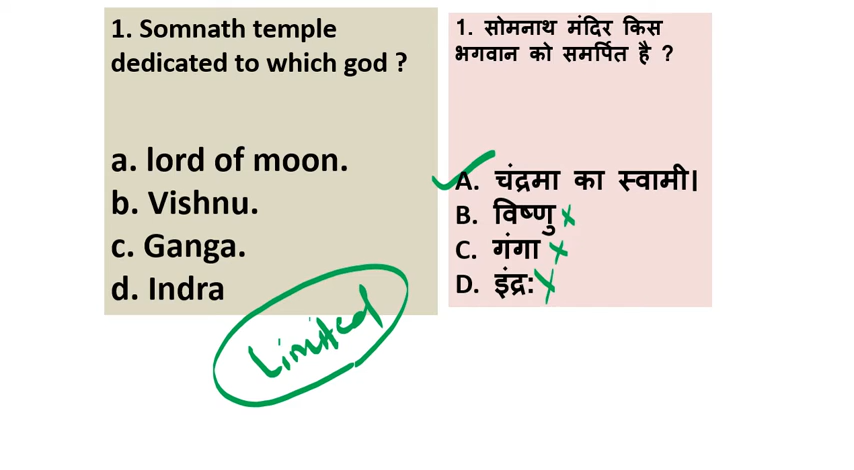 1. Somnath temple
dedicated to which god ?
a. lord of moon.
b. Vishnu.
c. Ganga.
d. Indra
1. सोमनाथ मंदिर किस
भगवान को समर्पित है ?
A. चंद्रमा का स्वामी।
B. विष्णु
C. गंगा
D. इंद्र:
Limited